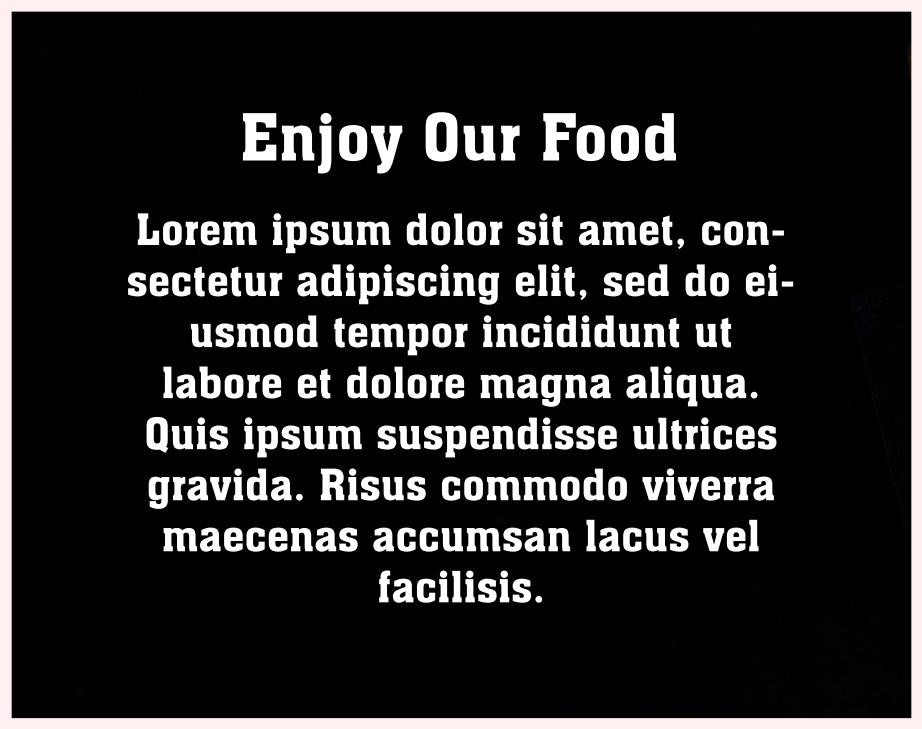 Enjoy Our Food
Lorem ipsum dolor sit amet, con-
sectetur adipiscing elit, sed do ei-
usmod tempor incididunt ut
labore et dolore magna aliqua.
Quis ipsum suspendisse ultrices
gravida. Risus commodo viverra
maecenas accumsan lacus vel
facilisis.